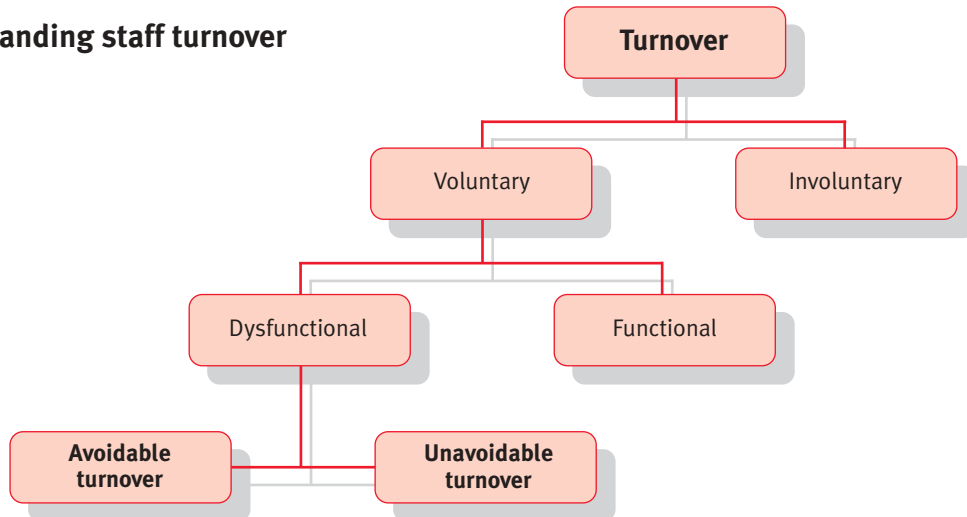 anding staff turnover
Turnover
Voluntary
Involuntary
Dysfunctional
Functional
Avoidable
turnover
Unavoidable
turnover